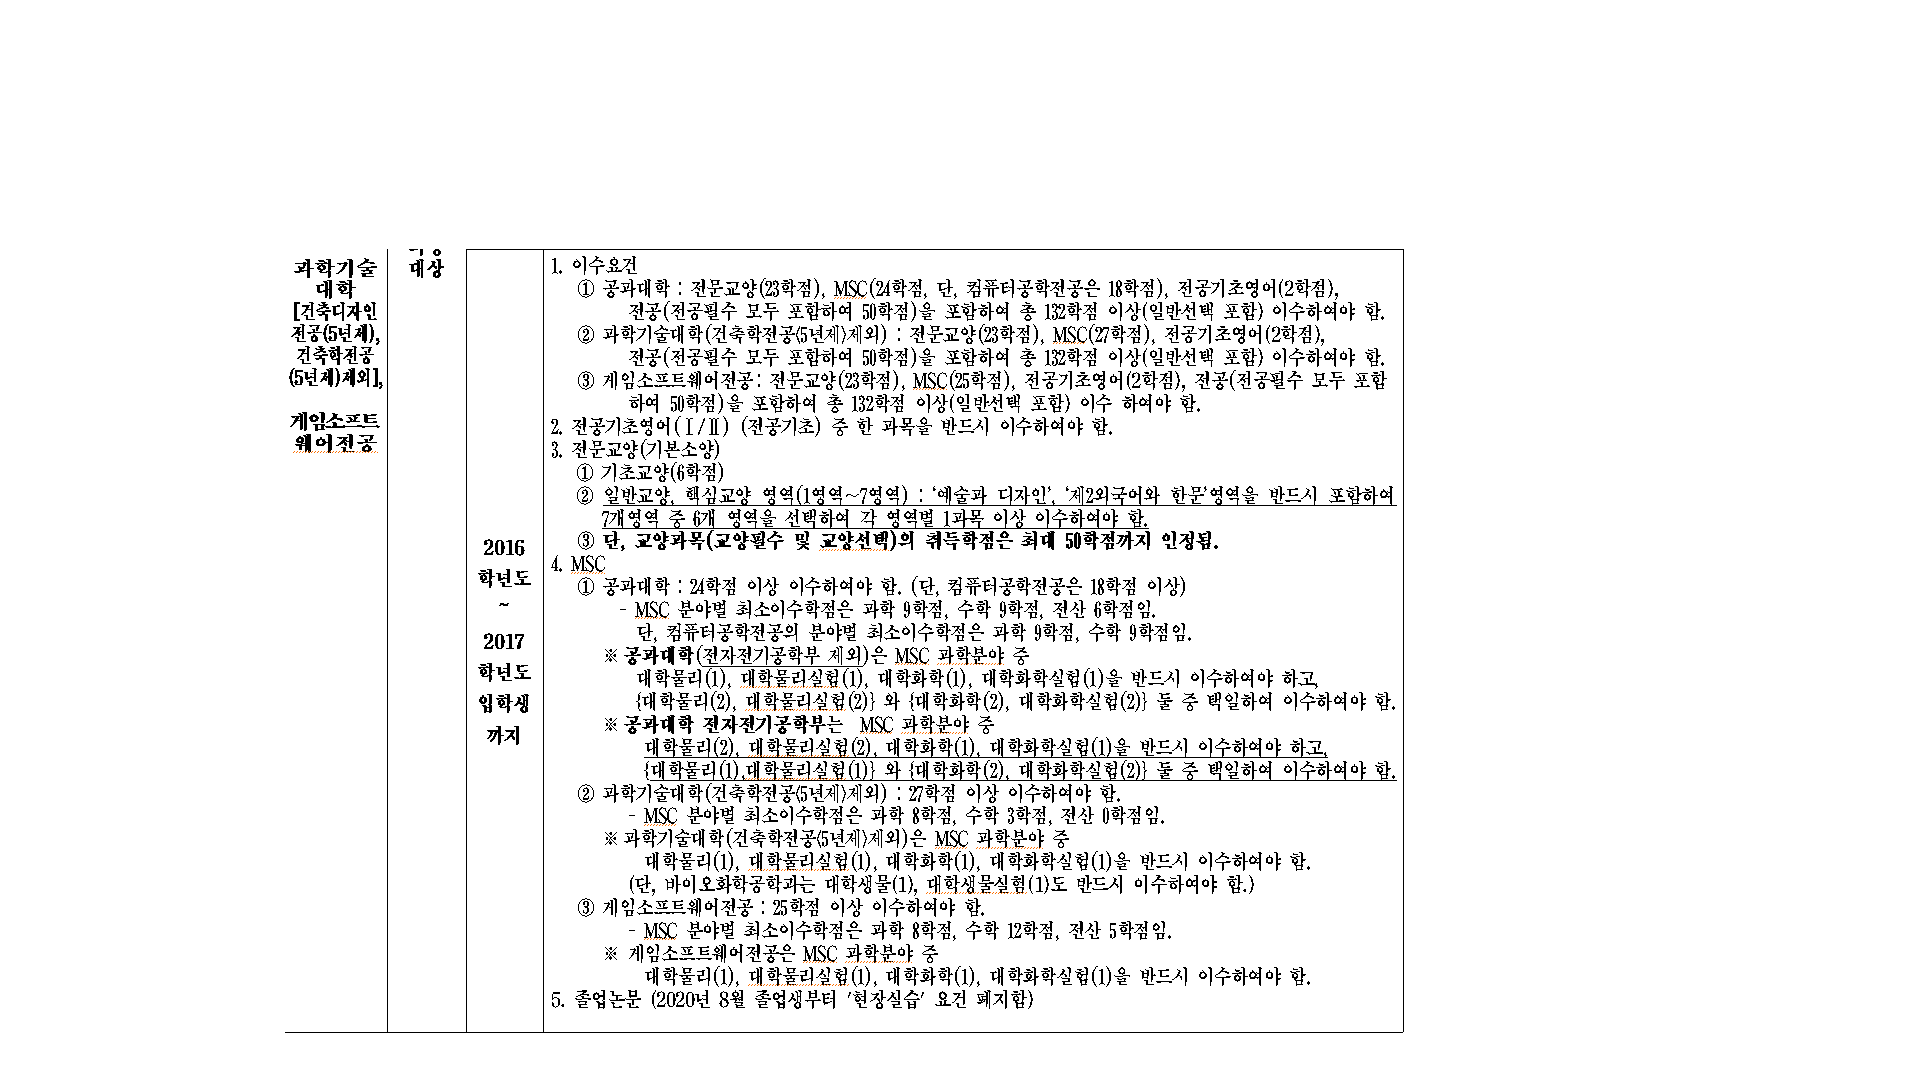 과학기술
대학
[건축디자인
전공(5년제),
건축학전공
(5년제)제외],
게임소프트
웨어전공
대상
2016
학년도
~
2017
학년도
입학생
까지
1. 이수요건
① 공과대학 : 전문교양(23학점), MSC(24학점, 단, 컴퓨터공학전공은 18학점), 전공기초영어(2학점),
전공(전공필수 모두 포함하여 50학점)을 포함하여 총 132학점 이상(일반선택 포함) 이수하여야 함.
② 과학기술대학(건축학전공〈5년제〉제외) : 전문교양(23학점), MSC(27학점), 전공기초영어(2학점),
전공(전공필수 모두 포함하여 50학점)을 포함하여 총 132학점 이상(일반선택 포함) 이수하여야 함.
③ 게임소프트웨어전공: 전문교양(23학점), MSC(25학점), 전공기초영어(2학점), 전공(전공필수 모두 포함
하여 50학점)을 포함하여 총 132학점 이상(일반선택 포함) 이수 하여야 함.
2. 전공기초영어(Ⅰ/Ⅱ) (전공기초) 중 한 과목을 반드시 이수하여야 함.
3. 전문교양(기본소양)
① 기초교양(6학점)
② 일반교양, 핵심교양 영역(1영역~7영역) : ‘예술과 디자인’, ‘제2외국어와 한문’영역을 반드시 포함하여
7개영역 중 6개 영역을 선택하여 각 영역별 1과목 이상 이수하여야 함.
③ 단, 교양과목(교양필수 및 교양선택)의 취득학점은 최대 50학점까지 인정됨.
4. MSC
① 공과대학 : 24학점 이상 이수하여야 함. (단, 컴퓨터공학전공은 18학점 이상)
- MSC 분야별 최소이수학점은 과학 9학점, 수학 9학점, 전산 6학점임.
단, 컴퓨터공학전공의 분야별 최소이수학점은 과학 9학점, 수학 9학점임.
※ 공과대학(전자전기공학부 제외)은 MSC 과학분야 중
대학물리(1), 대학물리실험(1), 대학화학(1), 대학화학실험(1)을 반드시 이수하여야 하고,
{대학물리(2), 대학물리실험(2)} 와 {대학화학(2), 대학화학실험(2)} 둘 중 택일하여 이수하여야 함.
※ 공과대학 전자전기공학부는 MSC 과학분야 중
대학물리(2), 대학물리실험(2), 대학화학(1), 대학화학실험(1)을 반드시 이수하여야 하고,
{대학물리(1),대학물리실험(1)} 와 {대학화학(2), 대학화학실험(2)} 둘 중 택일하여 이수하여야 함.
② 과학기술대학(건축학전공〈5년제〉제외) : 27학점 이상 이수하여야 함.
- MSC 분야별 최소이수학점은 과학 8학점, 수학 3학점, 전산 0학점임.
※ 과학기술대학(건축학전공〈5년제〉제외)은 MSC 과학분야 중
대학물리(1), 대학물리실험(1), 대학화학(1), 대학화학실험(1)을 반드시 이수하여야 함.
(단, 바이오화학공학과는 대학생물(1), 대학생물실험(1)도 반드시 이수하여야 함.)
③ 게임소프트웨어전공 : 25학점 이상 이수하여야 함.
- MSC 분야별 최소이수학점은 과학 8학점, 수학 12학점, 전산 5학점임.
※ 게임소프트웨어전공은 MSC 과학분야 중
대학물리(1), 대학물리실험(1), 대학화학(1), 대학화학실험(1)을 반드시 이수하여야 함.
5. 졸업논문 (2020년 8월 졸업생부터 '현장실습' 요건 폐지함)